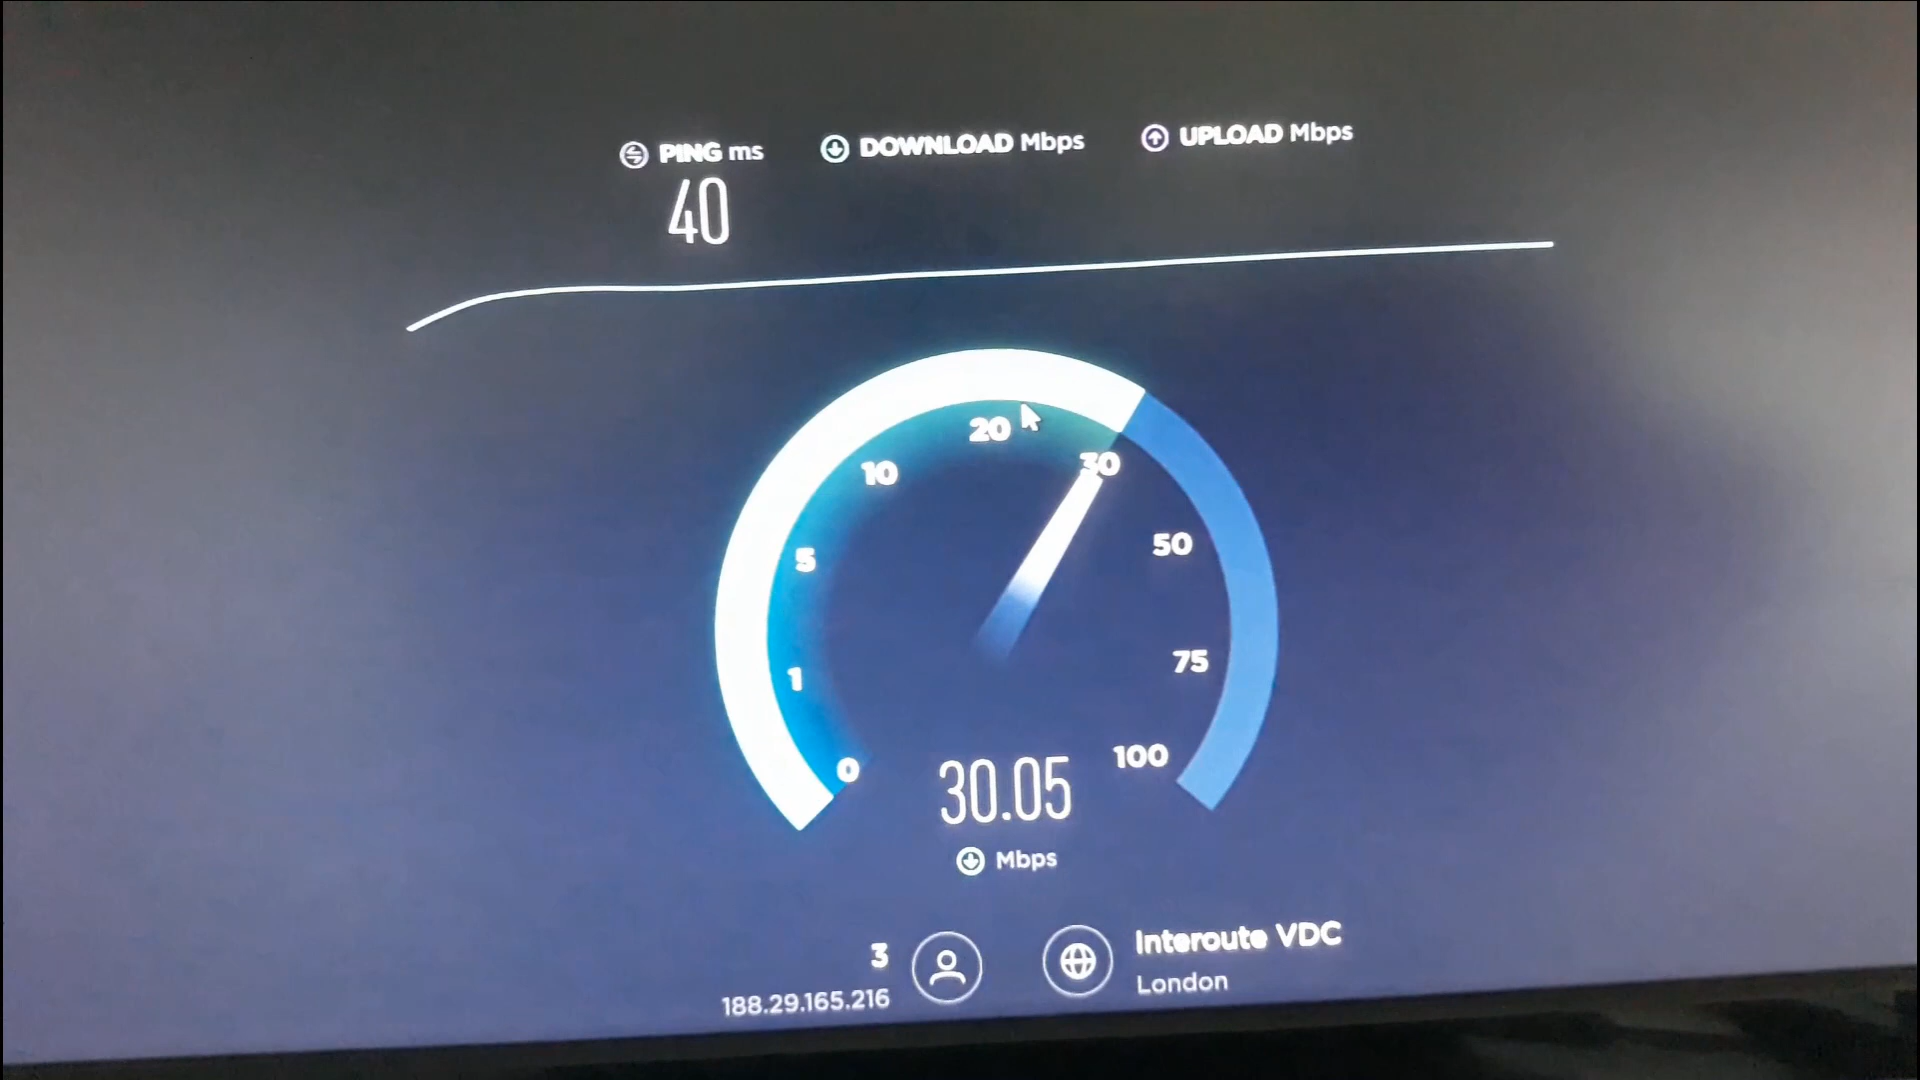 PING ms
40
DOWNLOAD Mbps
UPLOAD Mbps
0
1
5
10
20
30
50
75
100
30.05
Mbps
3
188.29.165.216
Interoute VDC
London